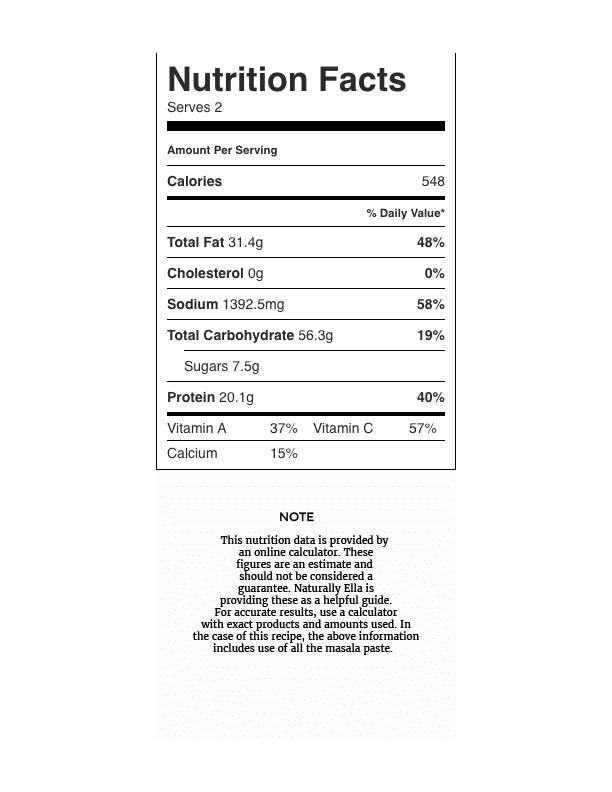 Nutrition Facts
Serves 2
Amount Per Serving
Calories 548
% Daily Value*
Total Fat 31.4g 48%
Cholesterol 0g 0%
Sodium 1392.5mg 58%
Total Carbohydrate 56.3g 19%
Sugars 7.5g
Protein 20.1g 40%
Vitamin A 37% Vitamin C 57%
Calcium 15%
NOTE
This nutrition data is provided by
an online calculator. These
figures are an estimate and
should not be considered a
guarantee. Naturally Ella is
providing these as a helpful guide.
For accurate results, use a calculator
with exact products and amounts used. In
the case of this recipe, the above information
includes use of all the masala paste.